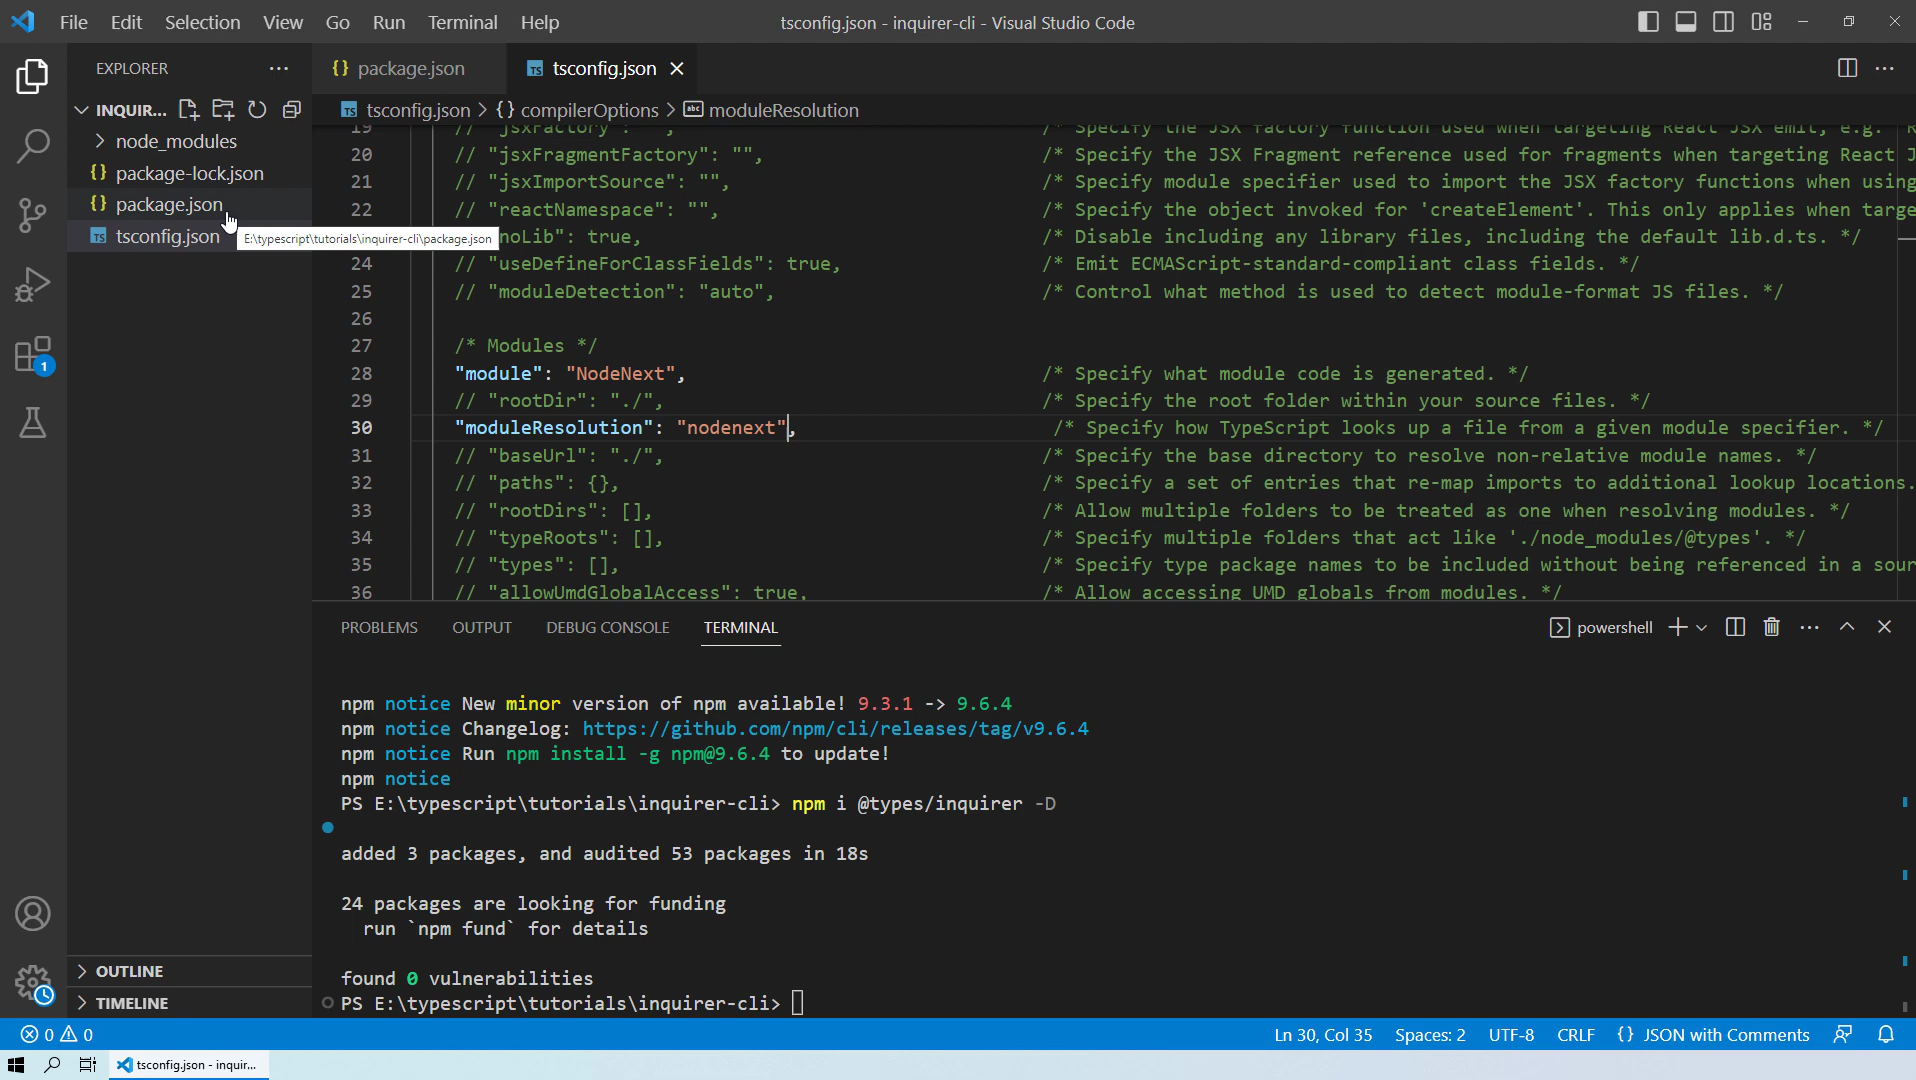 File Edit Selection View Go Run Terminal Help
tsconfig.json - inquirer-cli - Visual Studio Code
EXPLORER
INQUIR...
node_modules
package-lock.json
package.json
tsconfig.json
E:\typescript\tutorials\inquirer-cli\package.json
1
OUTLINE
TIMELINE
{} package.json
TS tsconfig.json
TS tsconfig.json > {} compilerOptions > abc moduleResolution
19 // "jsxFactory": "", /* Specify the JSX factory function used when targeting React JSX emit, e.g.
20 // "jsxFragmentFactory": "", /* Specify the JSX Fragment reference used for fragments when targeting React J
21 // "jsxImportSource": "", /* Specify module specifier used to import the JSX factory functions when using
22 // "reactNamespace": "", /* Specify the object invoked for 'createElement'. This only applies when targe
noLib": true, /* Disable including any library files, including the default lib.d.ts. */
24 // "useDefineForClassFields": true, /* Emit ECMAScript-standard-compliant class fields. */
25 // "moduleDetection": "auto", /* Control what method is used to detect module-format JS files. */
26
27 /* Modules */
28 "module": "NodeNext", /* Specify what module code is generated. */
29 // "rootDir": "./", /* Specify the root folder within your source files. */
30 "moduleResolution": "nodenext", /* Specify how TypeScript looks up a file from a given module specifier. */
31 // "baseUrl": "./", /* Specify the base directory to resolve non-relative module names. */
32 // "paths": {}, /* Specify a set of entries that re-map imports to additional lookup locations.
33 // "rootDirs": [], /* Allow multiple folders to be treated as one when resolving modules. */
34 // "typeRoots": [], /* Specify multiple folders that act like './node_modules/@types'. */
35 // "types": [], /* Specify type package names to be included without being referenced in a sour
36 // "allowUmdGlobalAccess": true, /* Allow accessing UMD globals from modules. */
PROBLEMS OUTPUT DEBUG CONSOLE TERMINAL
powershell
npm notice New minor version of npm available! 9.3.1 -> 9.6.4
npm notice Changelog: https://github.com/npm/cli/releases/tag/v9.6.4
npm notice Run npm install -g npm@9.6.4 to update!
npm notice
PS E:\typescript\tutorials\inquirer-cli> npm i @types/inquirer -D
added 3 packages, and audited 53 packages in 18s
24 packages are looking for funding
run `npm fund` for details
found 0 vulnerabilities
PS E:\typescript\tutorials\inquirer-cli>
0 0
Ln 30, Col 35 Spaces: 2 UTF-8 CRLF {} JSON with Comments
tsconfig.json - inquir...